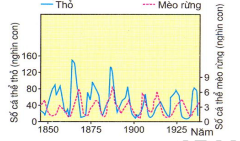 Thỏ
Mèo rừng
Số cá thể thỏ (nghìn con)
160
120
80
40
0
9
6
3
0
Số cá thể mèo rừng (nghìn con)
1850
1875
1900
1925
Năm